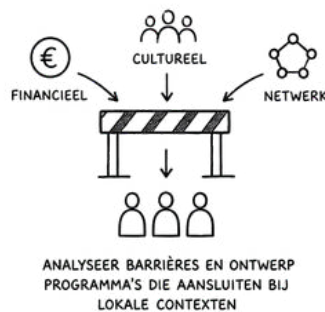 €
CULTUREEL
FINANCIEEL
NETWERK
ANALYSEER BARRIÈRES EN ONTWERP
PROGRAMMA'S DIE AANSLUITEN BIJ
LOKALE CONTEXTEN